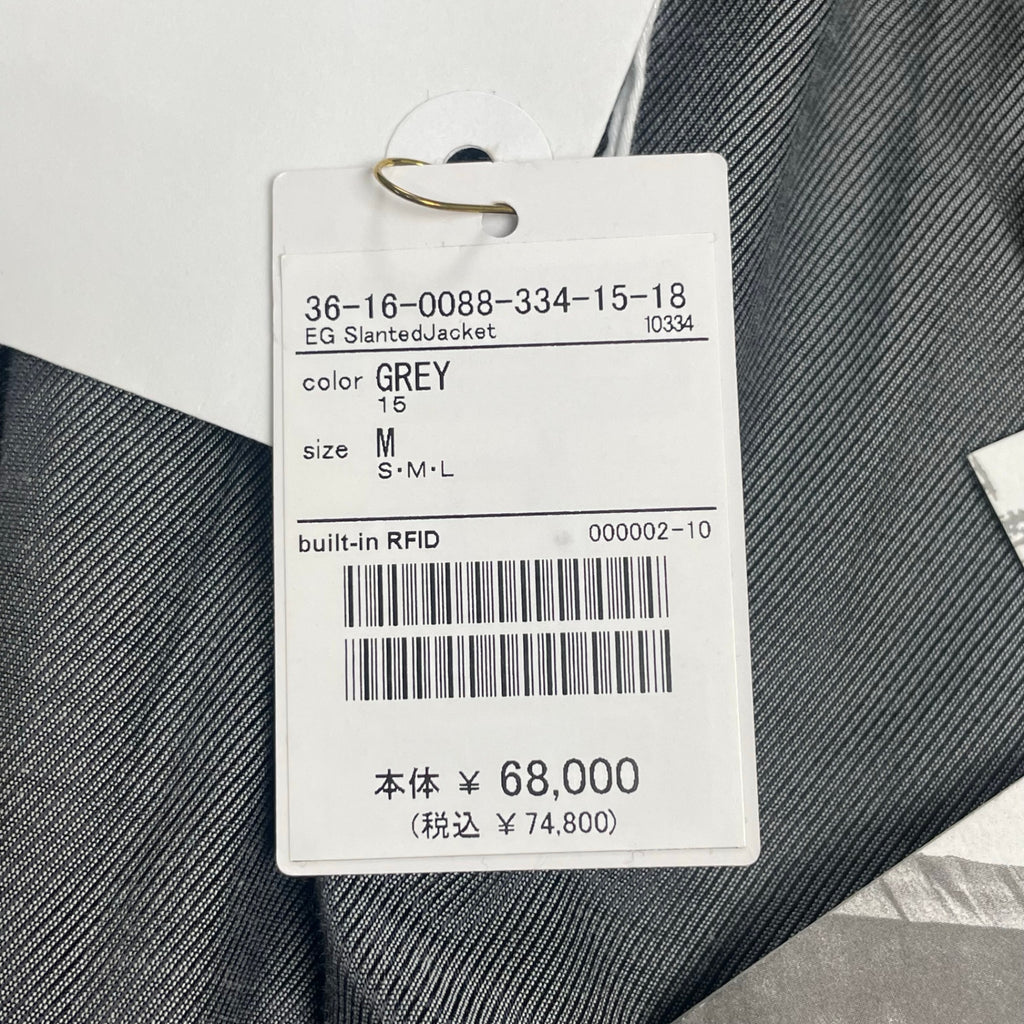 36-16-0088-334-15-18
EG SlantedJacket 10334
color GREY
15
size M
S・M・L
built-in RFID 000002-10
本体 ¥ 68,000
(税込 ¥ 74,800)